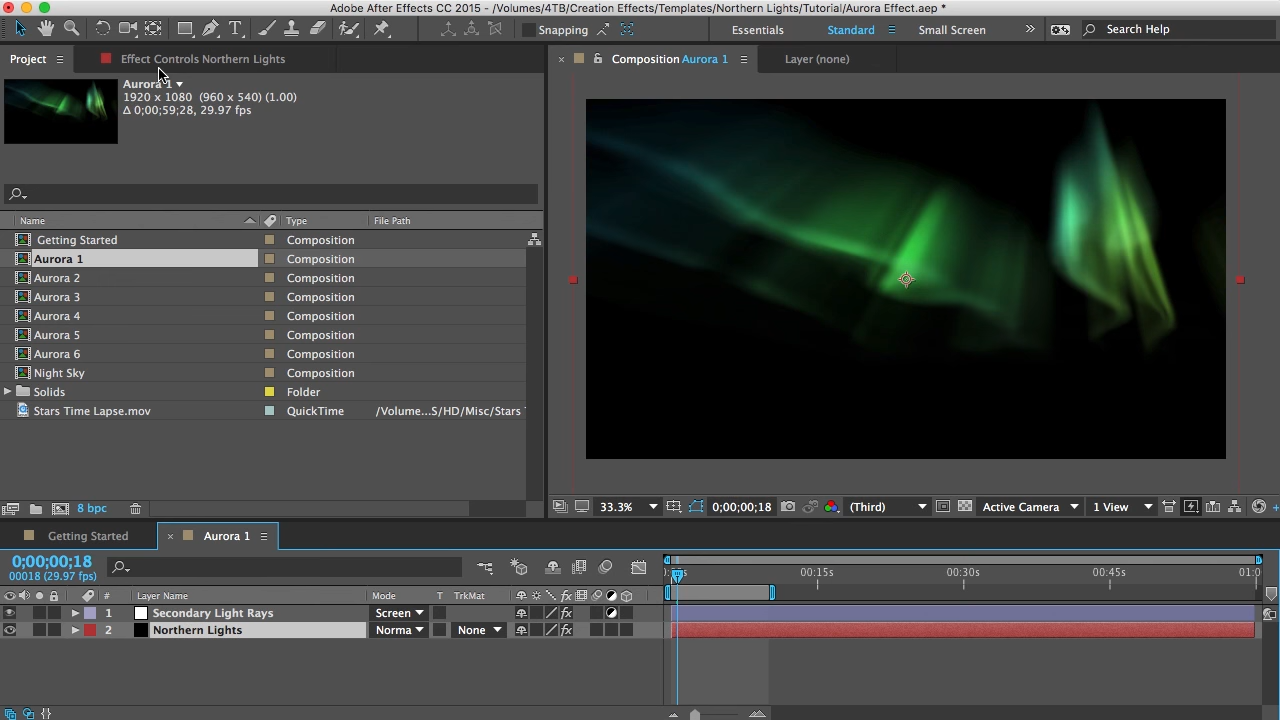 Adobe After Effects CC 2015 - /Volumes/4TB/Creation Effects/Templates/Northern Lights/Tutorial/Aurora Effect.aep *
Snapping
Essentials
Standard
Small Screen
Search Help
Project
Effect Controls Northern Lights
Composition Aurora 1
Layer (none)
Aurora 1
1920 x 1080 (960 x 540) (1.00)
Δ 0;00;59;28, 29.97 fps
Name
Type
File Path
Getting Started Composition
Aurora 1 Composition
Aurora 2 Composition
Aurora 3 Composition
Aurora 4 Composition
Aurora 5 Composition
Aurora 6 Composition
Night Sky Composition
Solids Folder
Stars Time Lapse.mov QuickTime /Volume...S/HD/Misc/Stars
8 bpc
33.3%
0;00;00;18
(Third)
Active Camera
1 View
Getting Started
Aurora 1
0;00;00;18
00018 (29.97 fps)
00:15s 00:30s 00:45s 01:0
# Layer Name Mode T TrkMat
1 Secondary Light Rays Screen
2 Northern Lights Norma None